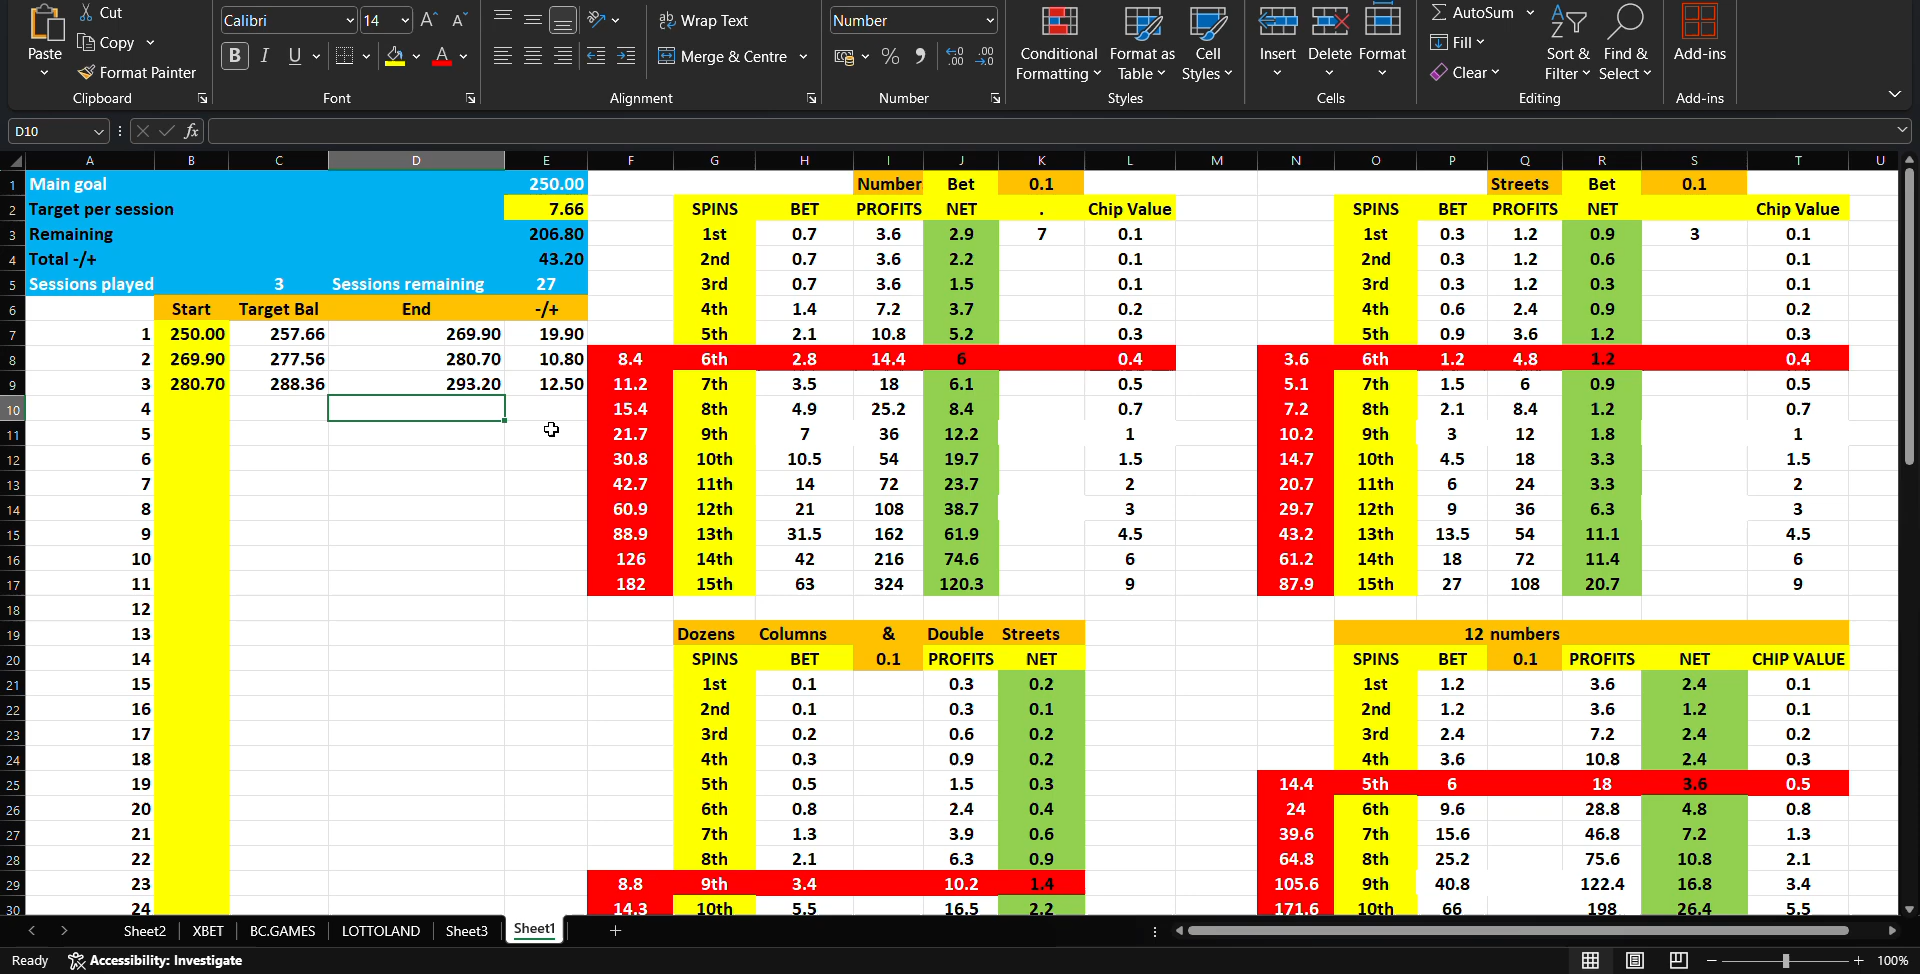 Paste
Cut
Copy
Format Painter
Clipboard
Calibri 14 A A
B I U A
Font
Wrap Text
Merge & Centre
Alignment
Number
% 9 .00
Number
Conditional Formatting
Format as Table
Cell Styles
Styles
Insert Delete Format
Cells
AutoSum
Fill
Clear
Sort & Filter
Find & Select
Editing
Add-ins
Add-ins
D10 fx
A B C D E F G H I J K L M N O P Q R S T U
1 Main goal 250.00 Number Bet 0.1 Streets Bet 0.1
2 Target per session 7.66 SPINS BET PROFITS NET . Chip Value SPINS BET PROFITS NET Chip Value
3 Remaining 206.80 1st 0.7 3.6 2.9 7 0.1 1st 0.3 1.2 0.9 3 0.1
4 Total -/+ 43.20 2nd 0.7 3.6 2.2 0.1 2nd 0.3 1.2 0.6 0.1
5 Sessions played 3 Sessions remaining 27 3rd 0.7 3.6 1.5 0.1 3rd 0.3 1.2 0.3 0.1
6 Start Target Bal End -/+ 4th 1.4 7.2 3.7 0.2 4th 0.6 2.4 0.9 0.2
7 1 250.00 257.66 269.90 19.90 5th 2.1 10.8 5.2 0.3 5th 0.9 3.6 1.2 0.3
8 2 269.90 277.56 280.70 10.80 8.4 6th 2.8 14.4 6 0.4 3.6 6th 1.2 4.8 1.2 0.4
9 3 280.70 288.36 293.20 12.50 11.2 7th 3.5 18 6.1 0.5 5.1 7th 1.5 6 0.9 0.5
10 4 15.4 8th 4.9 25.2 8.4 0.7 7.2 8th 2.1 8.4 1.2 0.7
11 5 21.7 9th 7 36 12.2 1 10.2 9th 3 12 1.8 1
12 6 30.8 10th 10.5 54 19.7 1.5 14.7 10th 4.5 18 3.3 1.5
13 7 42.7 11th 14 72 23.7 2 20.7 11th 6 24 3.3 2
14 8 60.9 12th 21 108 38.7 3 29.7 12th 9 36 6.3 3
15 9 88.9 13th 31.5 162 61.9 4.5 43.2 13th 13.5 54 11.1 4.5
16 10 126 14th 42 216 74.6 6 61.2 14th 18 72 11.4 6
17 11 182 15th 63 324 120.3 9 87.9 15th 27 108 20.7 9
18 12
19 13 Dozens Columns & Double Streets 12 numbers
20 14 SPINS BET 0.1 PROFITS NET SPINS BET 0.1 PROFITS NET CHIP VALUE
21 15 1st 0.1 0.3 0.2 1st 1.2 3.6 2.4 0.1
22 16 2nd 0.1 0.3 0.1 2nd 1.2 3.6 1.2 0.1
23 17 3rd 0.2 0.6 0.2 3rd 2.4 7.2 2.4 0.2
24 18 4th 0.3 0.9 0.2 4th 3.6 10.8 2.4 0.3
25 19 5th 0.5 1.5 0.3 14.4 5th 6 18 3.6 0.5
26 20 6th 0.8 2.4 0.4 24 6th 9.6 28.8 4.8 0.8
27 21 7th 1.3 3.9 0.6 39.6 7th 15.6 46.8 7.2 1.3
28 22 8th 2.1 6.3 0.9 64.8 8th 25.2 75.6 10.8 2.1
29 23 8.8 9th 3.4 10.2 1.4 105.6 9th 40.8 122.4 16.8 3.4
30 24 14.3 10th 5.5 16.5 2.2 171.6 10th 66 198 26.4 5.5
Sheet2 XBET BC.GAMES LOTTOLAND Sheet3 Sheet1 +
Ready Accessibility: Investigate 100%